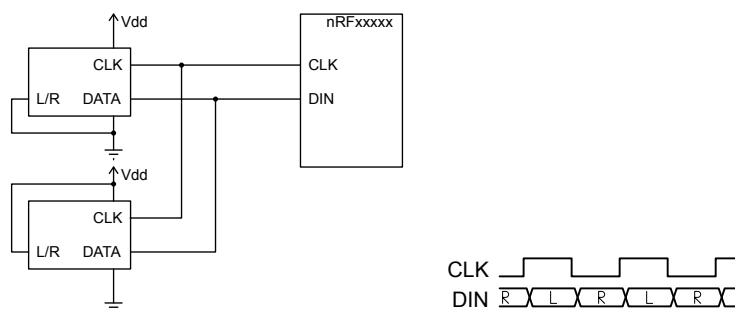 Vdd
nRFxxxxx
CLK
CLK
L/R DATA
DIN
Vdd
CLK
L/R DATA
CLK
DIN R L R L R